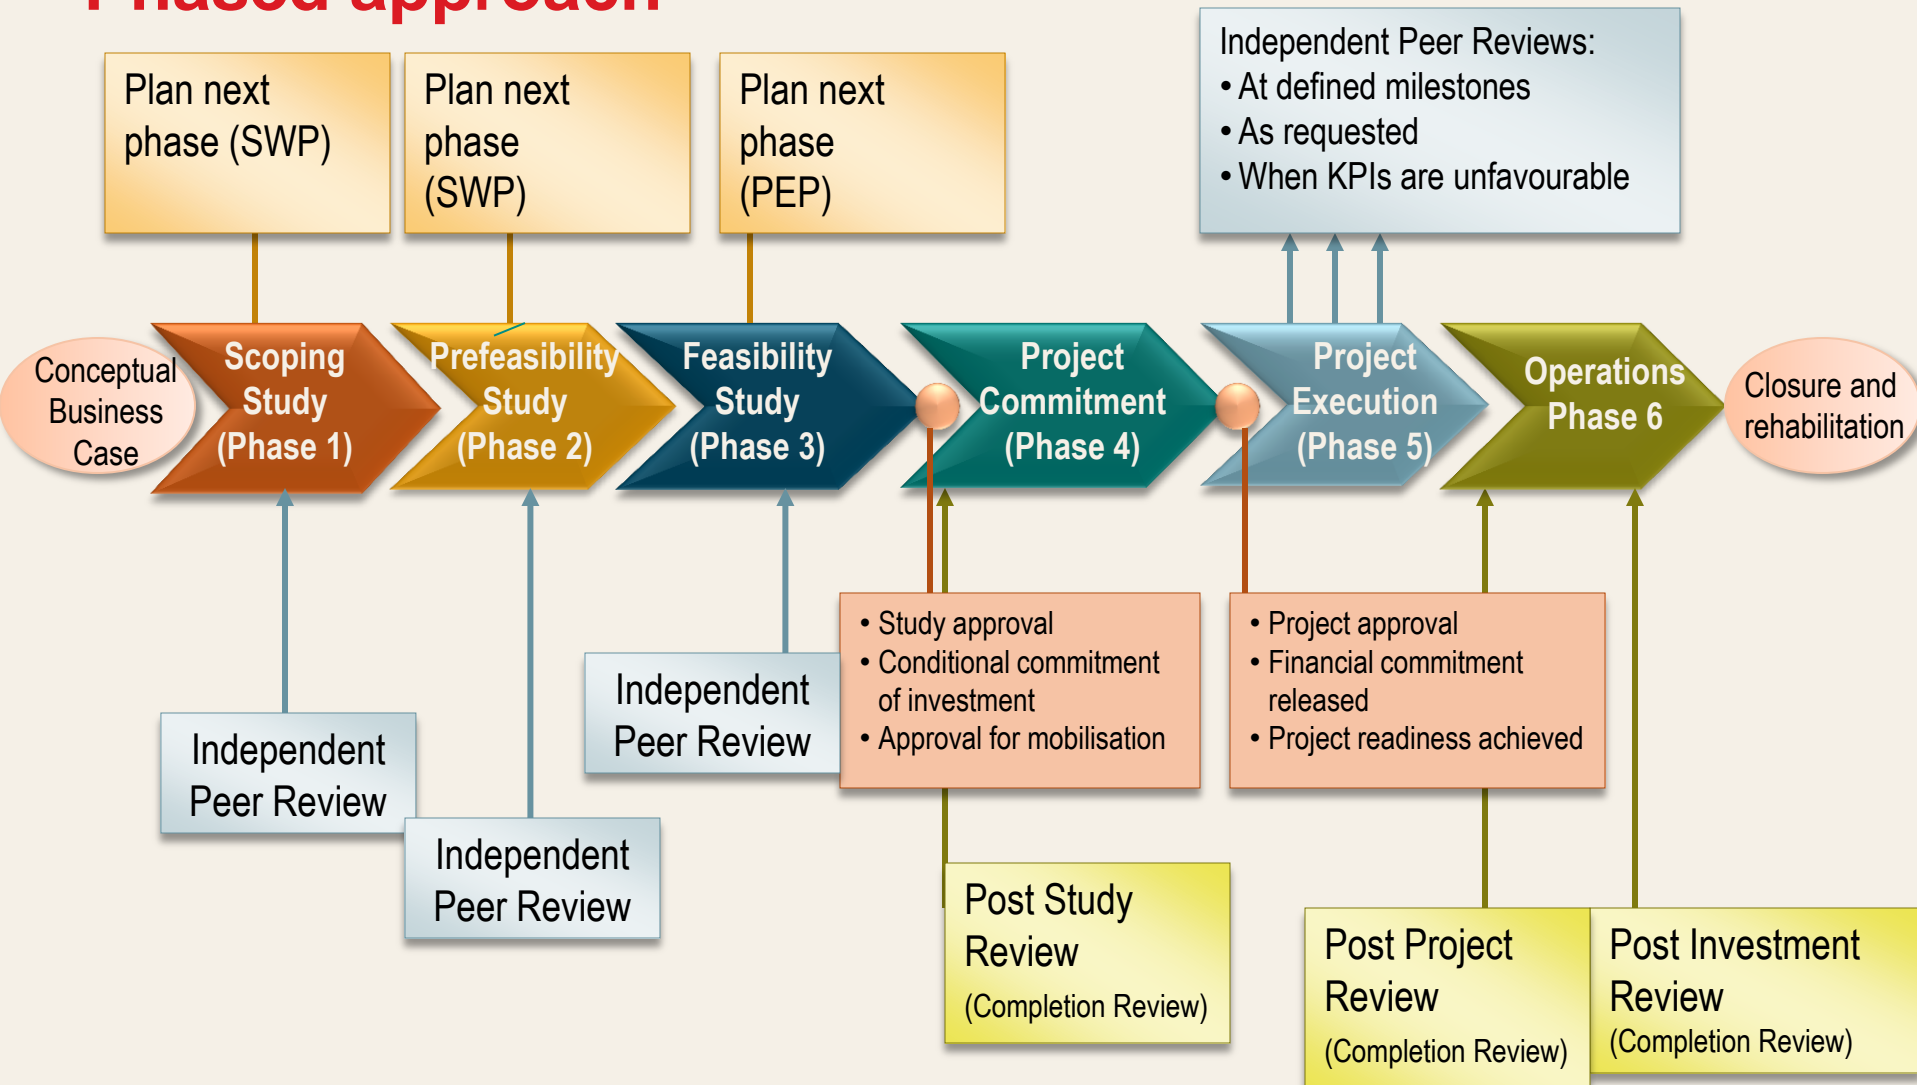 Phased approach
Plan next
phase (SWP)
Plan next
phase
(SWP)
Plan next
phase
(PEP)
Independent Peer Reviews:
• At defined milestones
• As requested
• When KPIs are unfavourable
Conceptual
Business
Case
Scoping
Study
(Phase 1)
Prefeasibility
Study
(Phase 2)
Feasibility
Study
(Phase 3)
Project
Commitment
(Phase 4)
Project
Execution
(Phase 5)
Operations
Phase 6
Closure and
rehabilitation
Independent
Peer Review
Independent
Peer Review
Independent
Peer Review
• Study approval
• Conditional commitment
of investment
• Approval for mobilisation
• Project approval
• Financial commitment
released
• Project readiness achieved
Post Study
Review
(Completion Review)
Post Project
Review
(Completion Review)
Post Investment
Review
(Completion Review)